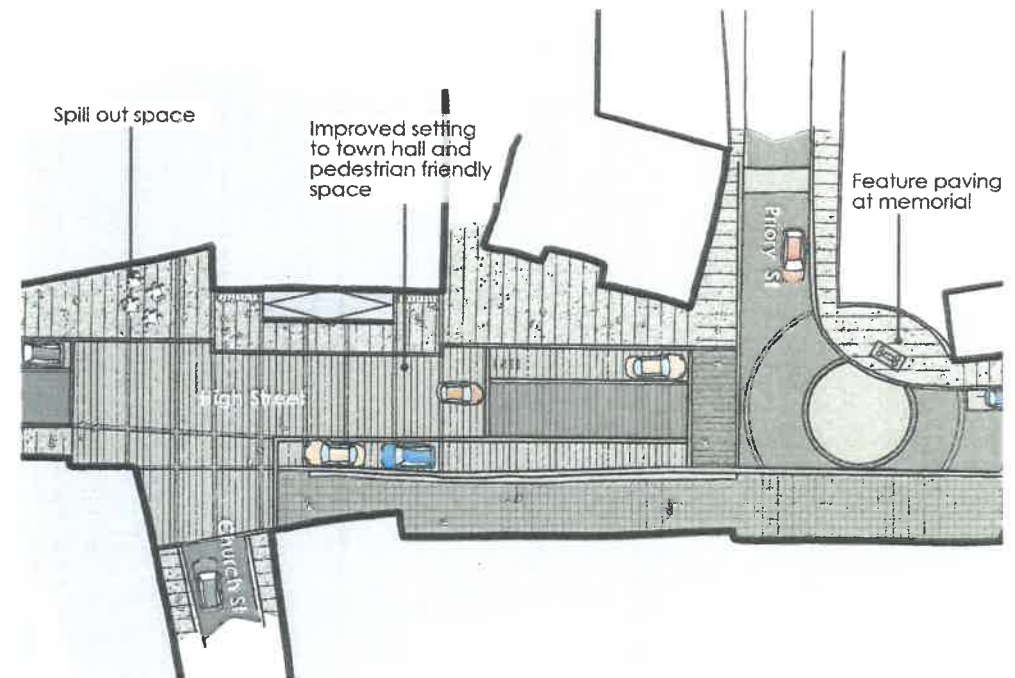 Spill out space
Improved setting
to town hall and
pedestrian friendly
space
Feature paving
at memorial
Priory St
High Street
Church St